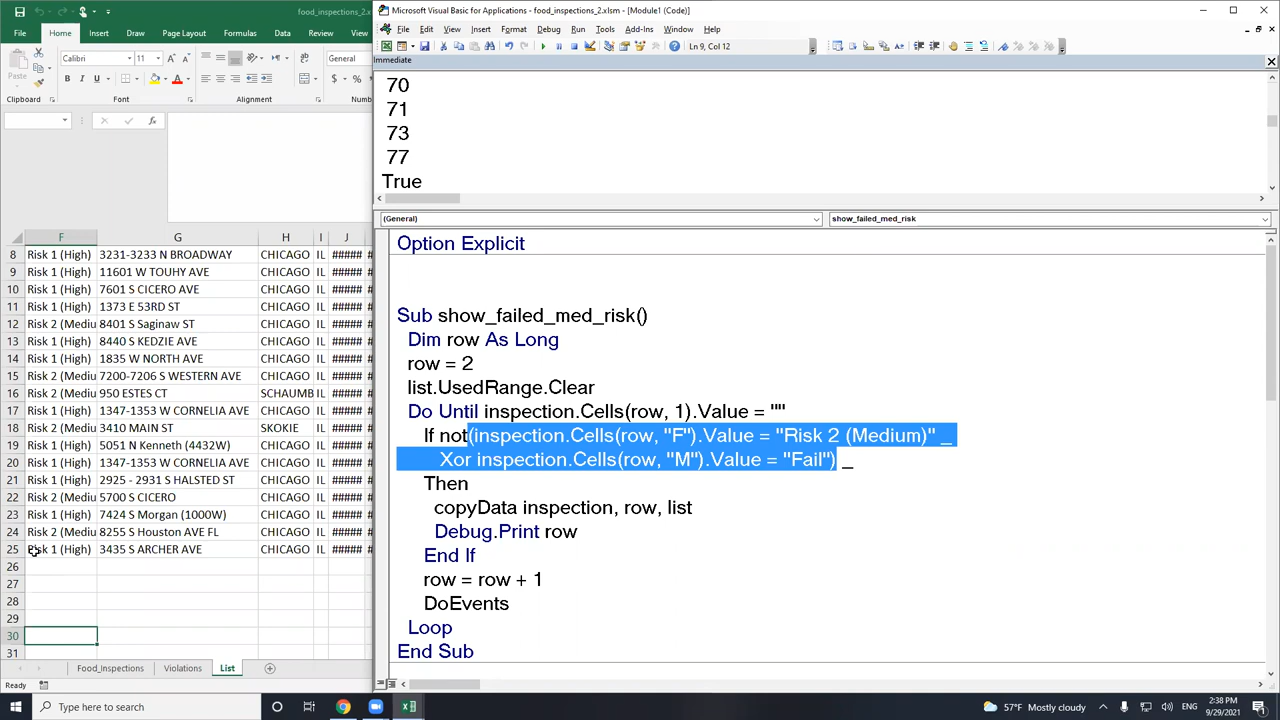 Microsoft Visual Basic for Applications - food_inspections_2.xlsm - [Module1 (Code)]
File Home Insert Draw Page Layout Formulas Data Review View
File Edit View Insert Format Debug Run Tools Add-Ins Window Help
Paste
Calibri 11
General
B I U
$ %
Clipboard Font Alignment Num
Ln 9, Col 12
Immediate
70
71
73
77
True
(General) show_failed_med_risk
F G H I J
8 Risk 1 (High) 3231-3233 N BROADWAY CHICAGO IL #####
9 Risk 1 (High) 11601 W TOUHY AVE CHICAGO IL #####
10 Risk 1 (High) 7601 S CICERO AVE CHICAGO IL #####
11 Risk 1 (High) 1373 E 53RD ST CHICAGO IL #####
12 Risk 2 (Mediu 8401 S Saginaw ST CHICAGO IL #####
13 Risk 1 (High) 8440 S KEDZIE AVE CHICAGO IL #####
14 Risk 1 (High) 1835 W NORTH AVE CHICAGO IL #####
15 Risk 2 (Mediu 7200-7206 S WESTERN AVE CHICAGO IL #####
16 Risk 2 (Mediu 950 ESTES CT SCHAUMB IL #####
17 Risk 1 (High) 1347-1353 W CORNELIA AVE CHICAGO IL #####
18 Risk 2 (Mediu 3410 MAIN ST SKOKIE IL #####
19 Risk 1 (High) 5051 N Kenneth (4432W) CHICAGO IL #####
20 Risk 1 (High) 1347-1353 W CORNELIA AVE CHICAGO IL #####
21 Risk 1 (High) 2925 - 2931 S HALSTED ST CHICAGO IL #####
22 Risk 2 (Mediu 5700 S CICERO CHICAGO IL #####
23 Risk 1 (High) 7424 S Morgan (1000W) CHICAGO IL #####
24 Risk 2 (Mediu 8255 S Houston AVE FL CHICAGO IL #####
25 Risk 1 (High) 3435 S ARCHER AVE CHICAGO IL #####
26
27
28
29
30
31
Option Explicit
Sub show_failed_med_risk()
Dim row As Long
row = 2
list.UsedRange.Clear
Do Until inspection.Cells(row, 1).Value = ""
If not(inspection.Cells(row, "F").Value = "Risk 2 (Medium)" _
Xor inspection.Cells(row, "M").Value = "Fail") _
Then
copyData inspection, row, list
Debug.Print row
End If
row = row + 1
DoEvents
Loop
End Sub
Food_Inspections Violations List
Ready
Type here to search
57°F Mostly cloudy
2:38 PM
9/29/2021